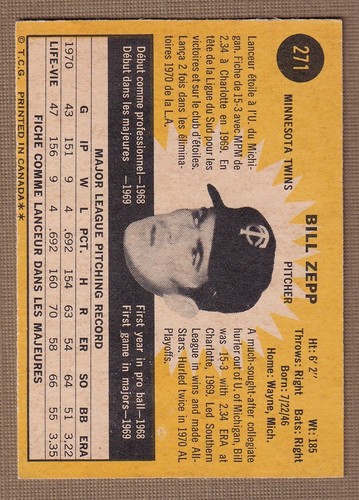 271
MINNESOTA TWINS
BILL ZEPP
PITCHER
Ht: 6' 2" Wt: 185
Throws: Right Bats: Right
Born: 7/22/46
Home: Wayne, Mich.
Lanceur étoile à l'U. du Michi-
gan. Fiche de 15-3 avec MPM de
2.34 à Charlotte en 1969. En
tête de la Ligue du Sud pour les
victoires et sur le club d'étoiles.
Lança 2 fois dans les élimina-
toires 1970 de la L.A.
A much-sought-after collegiate
hurler out of U. of Michigan, Bill
was 15-3 with a 2.34 ERA at
Charlotte, 1969. Led Southern
League in wins and made All-
Stars. Hurled twice in 1970 AL
Playoffs.
Début comme professionnel—1968
Début dans les majeures —1969
First year in pro ball—1968
First game in majors—1969
MAJOR LEAGUE PITCHING RECORD
G IP W L PCT. H R ER SO BB ERA
1970 43 151 9 4 .692 154 63 54 64 51 3.22
LIFE-VIE 47 156 9 4 .692 160 70 58 66 55 3.35
FICHE COMME LANCEUR DANS LES MAJEURES
© T.C.G. PRINTED IN CANADA**
TC